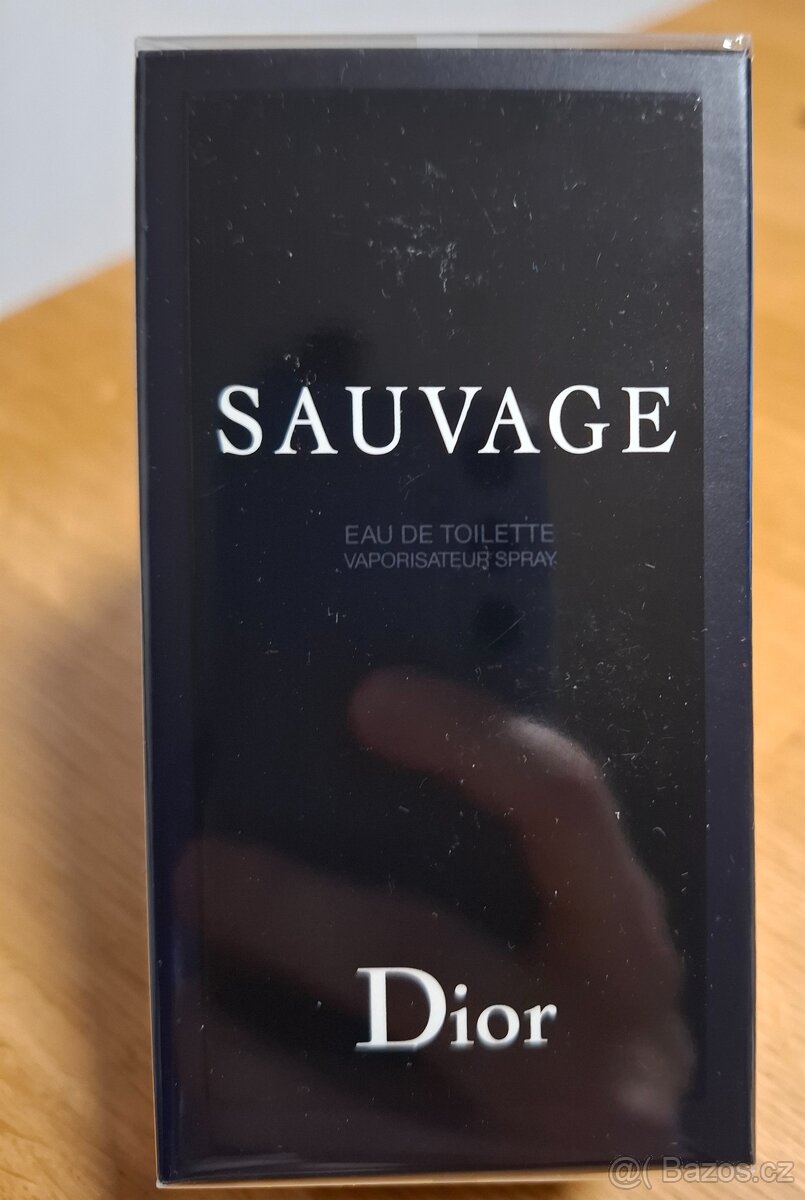 SAUVAGE
EAU DE TOILETTE
VAPORISATEUR SPRAY
Dior
@( Bazos.cz